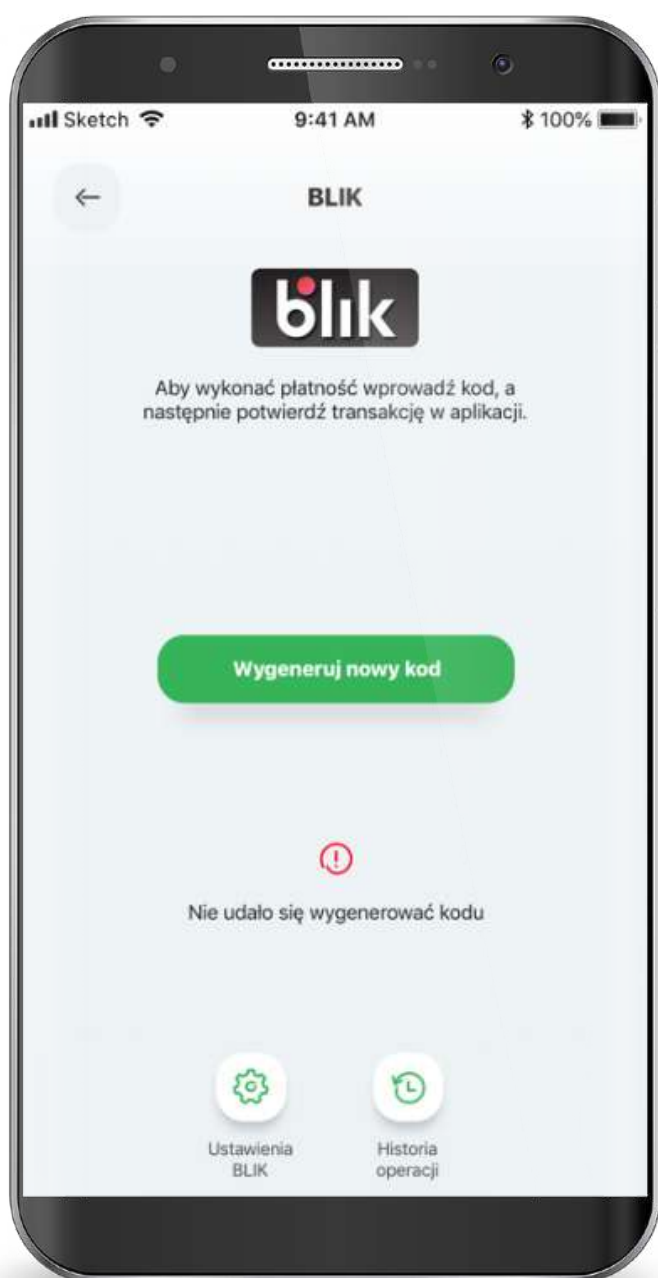 Sketch 9:41 AM 100%
BLIK
blik
Aby wykonać płatność wprowadź kod, a
następnie potwierdź transakcję w aplikacji.
Wygeneruj nowy kod
Nie udało się wygenerować kodu
Ustawienia
BLIK
Historia
operacji